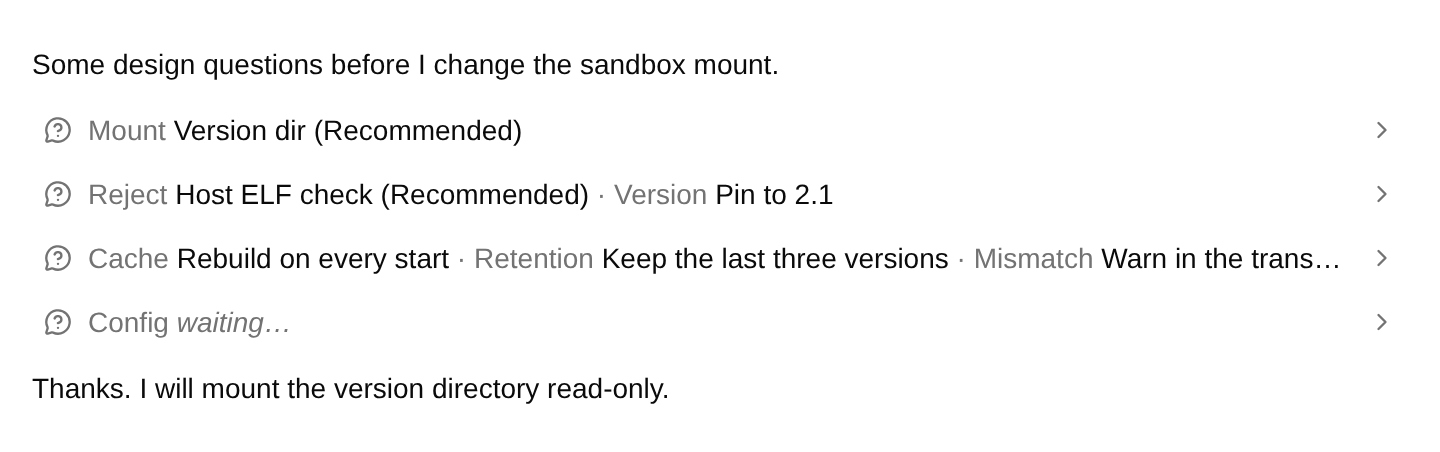 Some design questions before I change the sandbox mount.
Mount Version dir (Recommended)
Reject Host ELF check (Recommended) · Version Pin to 2.1
Cache Rebuild on every start · Retention Keep the last three versions · Mismatch Warn in the trans…
Config waiting…
Thanks. I will mount the version directory read-only.